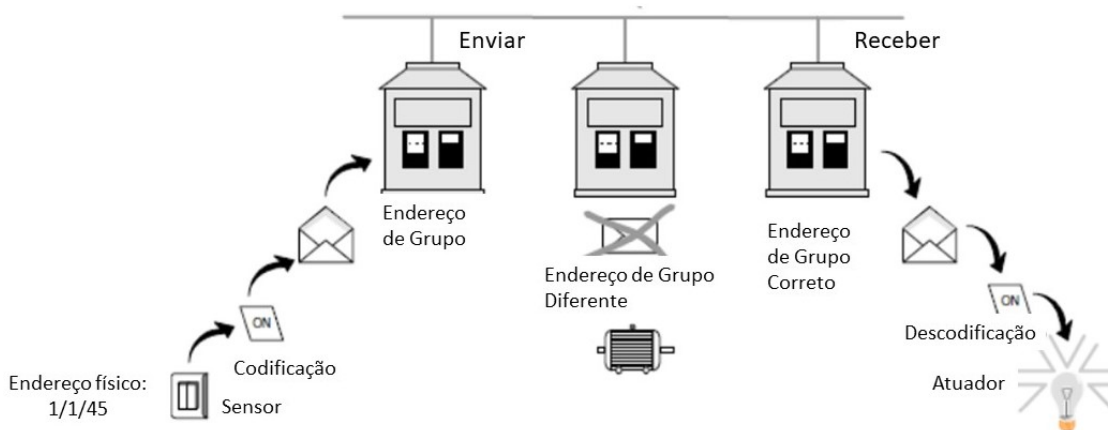 Enviar
Receber
Endereço
de Grupo
Endereço de Grupo
Diferente
Endereço
de Grupo
Correto
ON
Codificação
Endereço físico:
1/1/45
Sensor
ON
Descodificação
Atuador